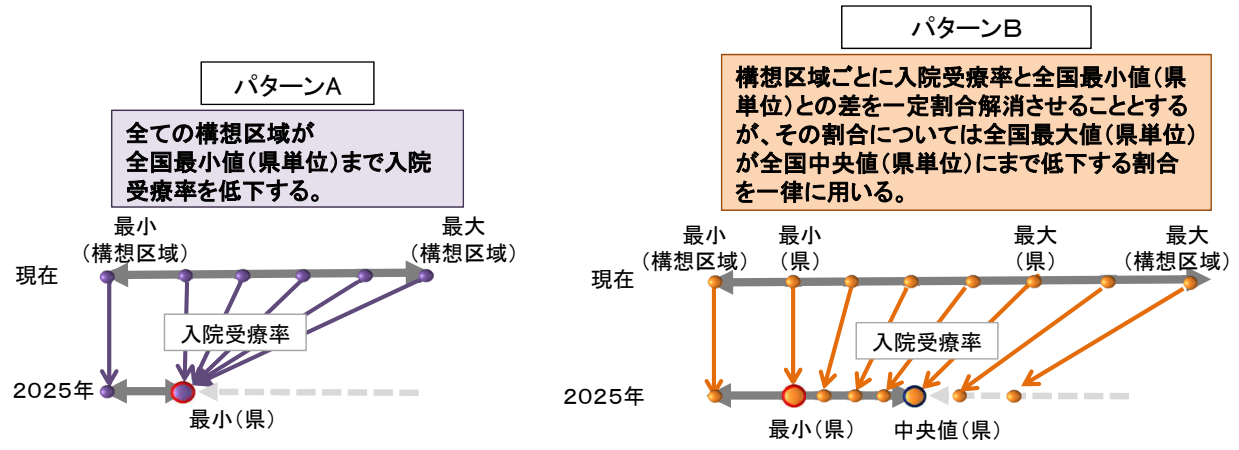 パターンA
全ての構想区域が
全国最小値(県単位)まで入院
受療率を低下する。
最小
(構想区域)
最大
(構想区域)
現在
入院受療率
2025年
最小(県)
パターンB
構想区域ごとに入院受療率と全国最小値(県
単位)との差を一定割合解消させることとする
が、その割合については全国最大値(県単位)
が全国中央値(県単位)にまで低下する割合
を一律に用いる。
最小
(構想区域)
最小
(県)
最大
(県)
最大
(構想区域)
現在
入院受療率
2025年
最小(県)
中央値(県)